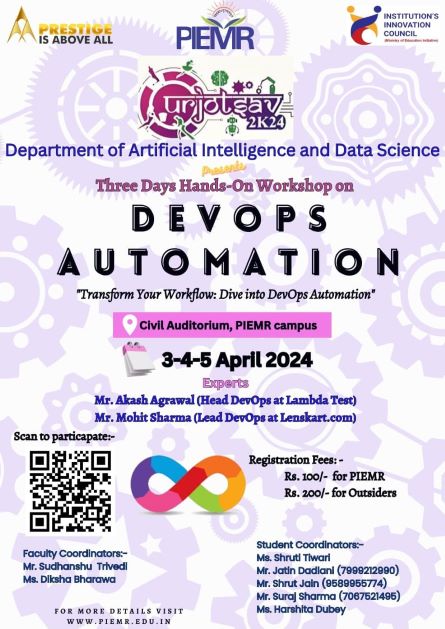 PRESTIGE
IS ABOVE ALL
PIEMR
INSTITUTION'S
INNOVATION
COUNCIL
(Ministry of Education Initiative)
urjotsav
2K24
Department of Artificial Intelligence and Data Science
Presents
Three Days Hands-On Workshop on
DEVOPS
AUTOMATION
"Transform Your Workflow: Dive into DevOps Automation"
Civil Auditorium, PIEMR campus
3-4-5 April 2024
Experts
Mr. Akash Agrawal (Head DevOps at Lambda Test)
Mr. Mohit Sharma (Lead DevOps at Lenskart.com)
Scan to particapate:-
Registration Fees: -
Rs. 100/- for PIEMR
Rs. 200/- for Outsiders
Faculty Coordinators:-
Mr. Sudhanshu Trivedi
Ms. Diksha Bharawa
Student Coordinators:-
Ms. Shruti Tiwari
Mr. Jatin Dadlani (7999212990)
Mr. Shrut Jain (9589955774)
Mr. Suraj Sharma (7067521495)
Ms. Harshita Dubey
FOR MORE DETAILS VISIT
WWW.PIEMR.EDU.IN